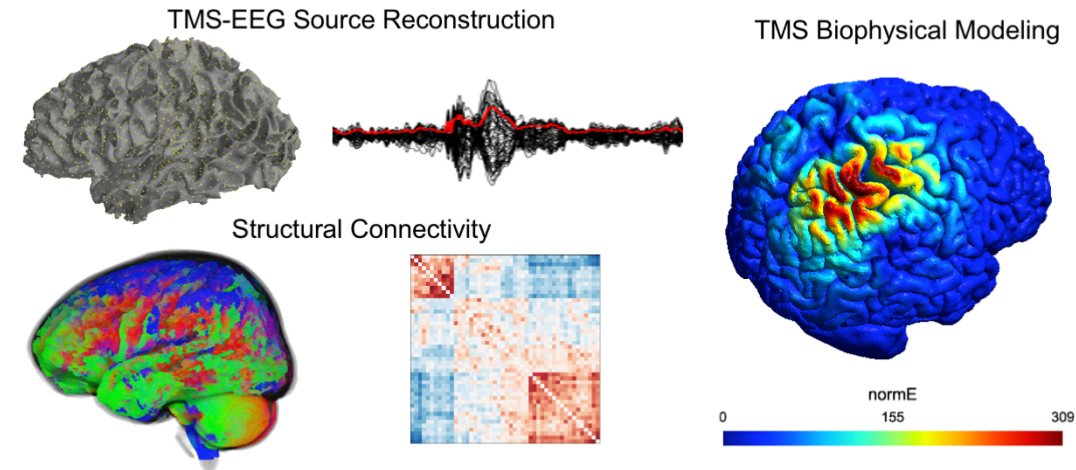 TMS-EEG Source Reconstruction
TMS Biophysical Modeling
Structural Connectivity
normE
0 155 309